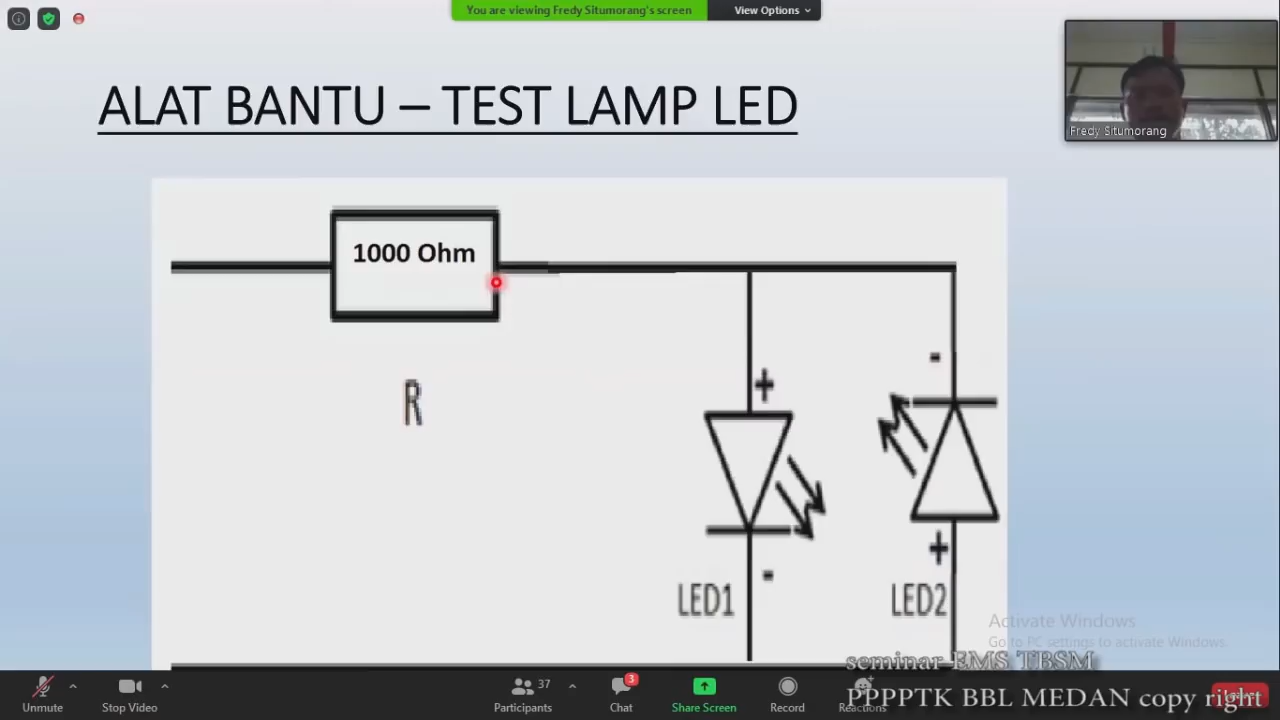 You are viewing Fredy Situmorang's screen
View Options
ALAT BANTU – TEST LAMP LED
Fredy Situmorang
1000 Ohm
R
+
-
-
+
LED1
LED2
Activate Windows
Go to PC settings to activate Windows.
seminar EMS TBSM
PPPPTK BBL MEDAN copy right
Unmute
Stop Video
37
Participants
3
Chat
Share Screen
Record
Reactions